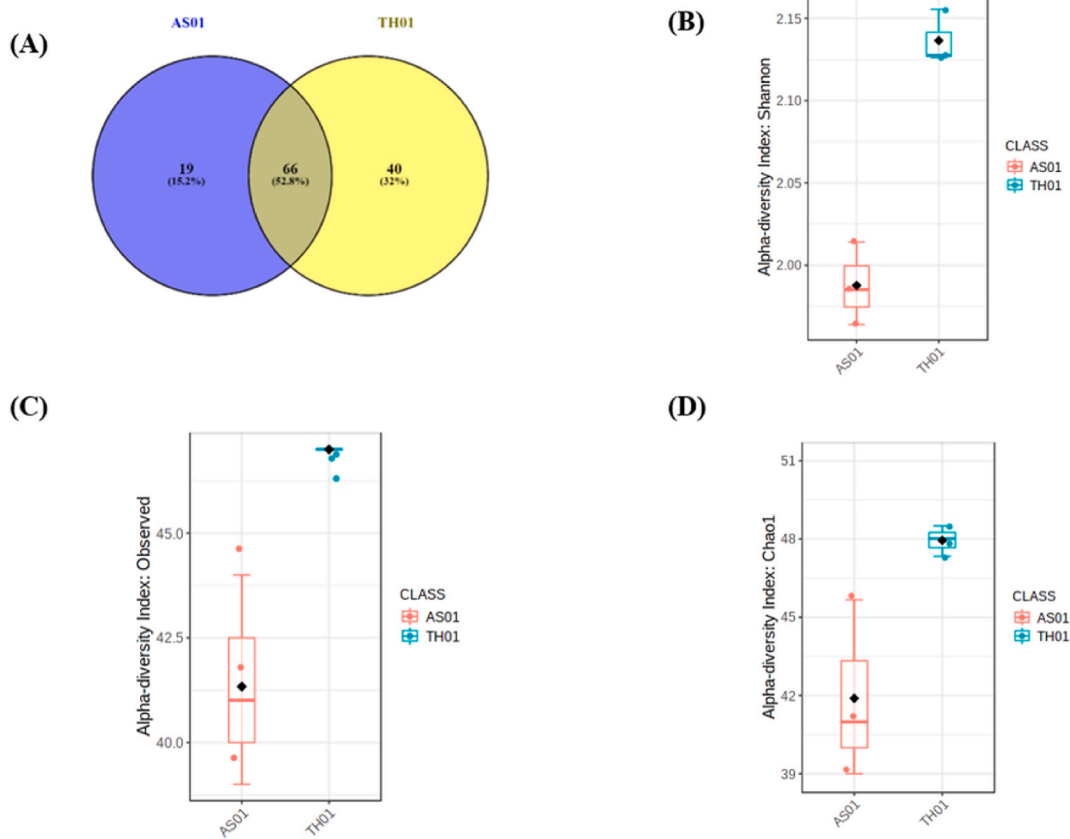 (A)
AS01
TH01
19
(15.2%)
66
(52.8%)
40
(32%)
(B)
Alpha-diversity Index: Shannon
2.15
2.10
2.05
2.00
AS01
TH01
CLASS
AS01
TH01
(C)
Alpha-diversity Index: Observed
45.0
42.5
40.0
AS01
TH01
CLASS
AS01
TH01
(D)
Alpha-diversity Index: Chao1
51
48
45
42
39
AS01
TH01
CLASS
AS01
TH01